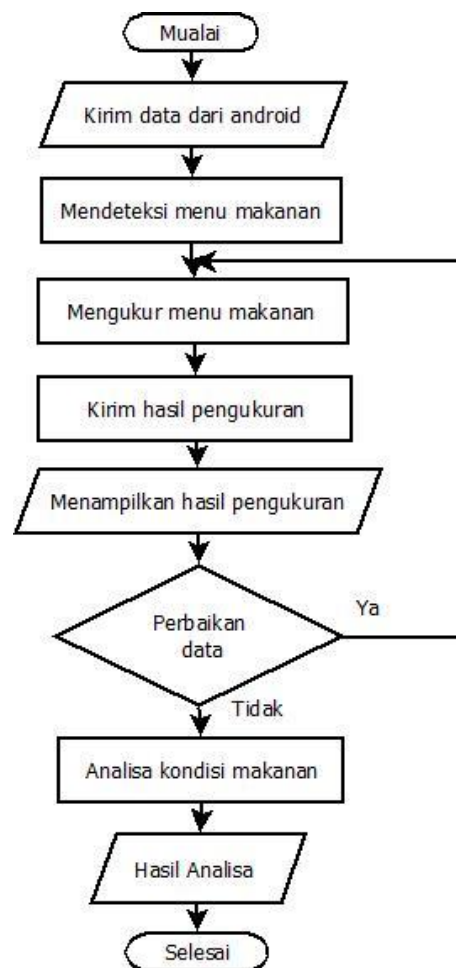 Mualai
Kirim data dari android
Mendeteksi menu makanan
Mengukur menu makanan
Kirim hasil pengukuran
Menampilkan hasil pengukuran
Perbaikan
data
Ya
Tidak
Analisa kondisi makanan
Hasil Analisa
Selesai